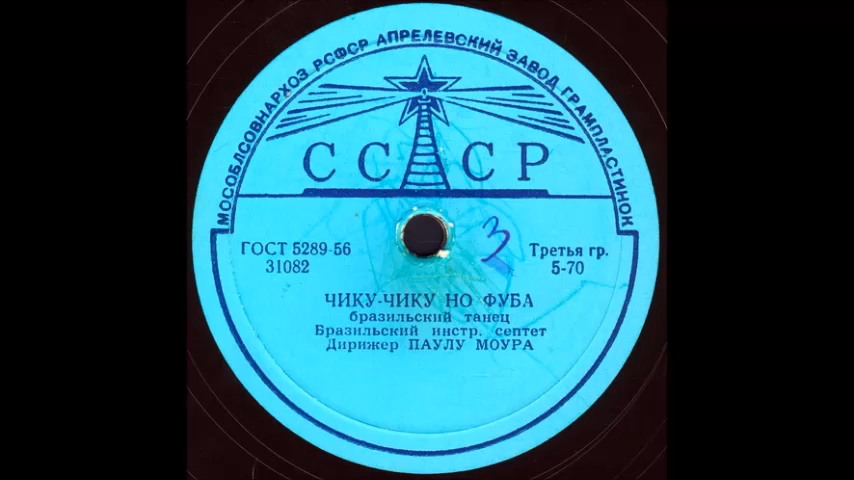 МОСОБЛСОВНАРХОЗ РСФСР АПРЕЛЕВСКИЙ ЗАВОД ГРАМПЛАСТИНОК
СССР
3
ГОСТ 5289-56
31082
Третья гр.
5-70
ЧИКУ-ЧИКУ НО ФУБА
бразильский танец
Бразильский инстр. септет
Дирижер ПАУЛУ МОУРА